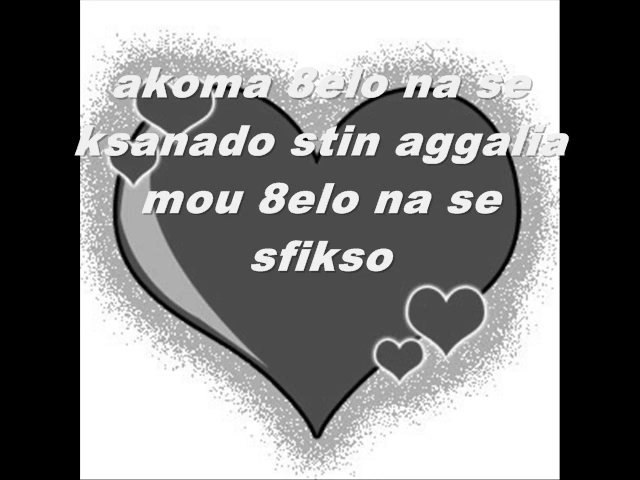 akoma 8elo na se
ksanado stin aggalia
mou 8elo na se
sfikso